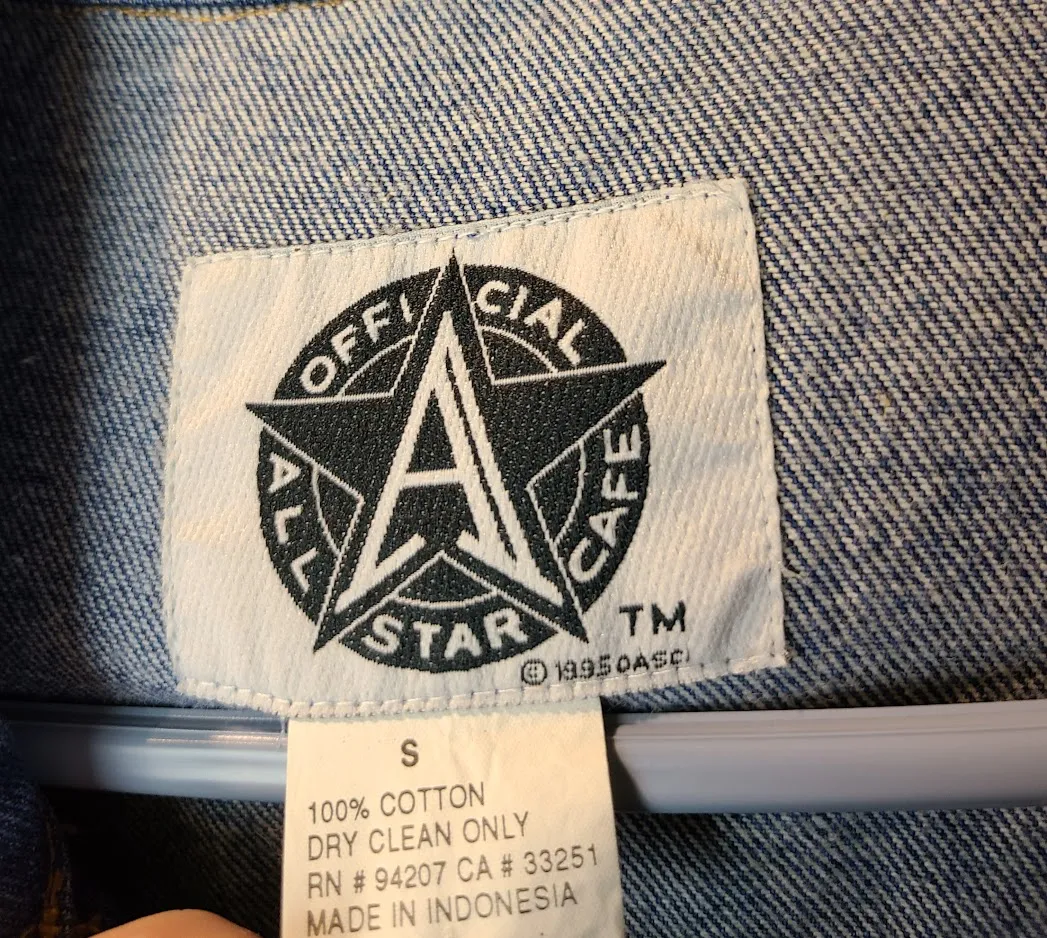 OFFICIAL
ALL STAR CAFE
A
TM
© 1995 OASC
S
100% COTTON
DRY CLEAN ONLY
RN # 94207 CA # 33251
MADE IN INDONESIA